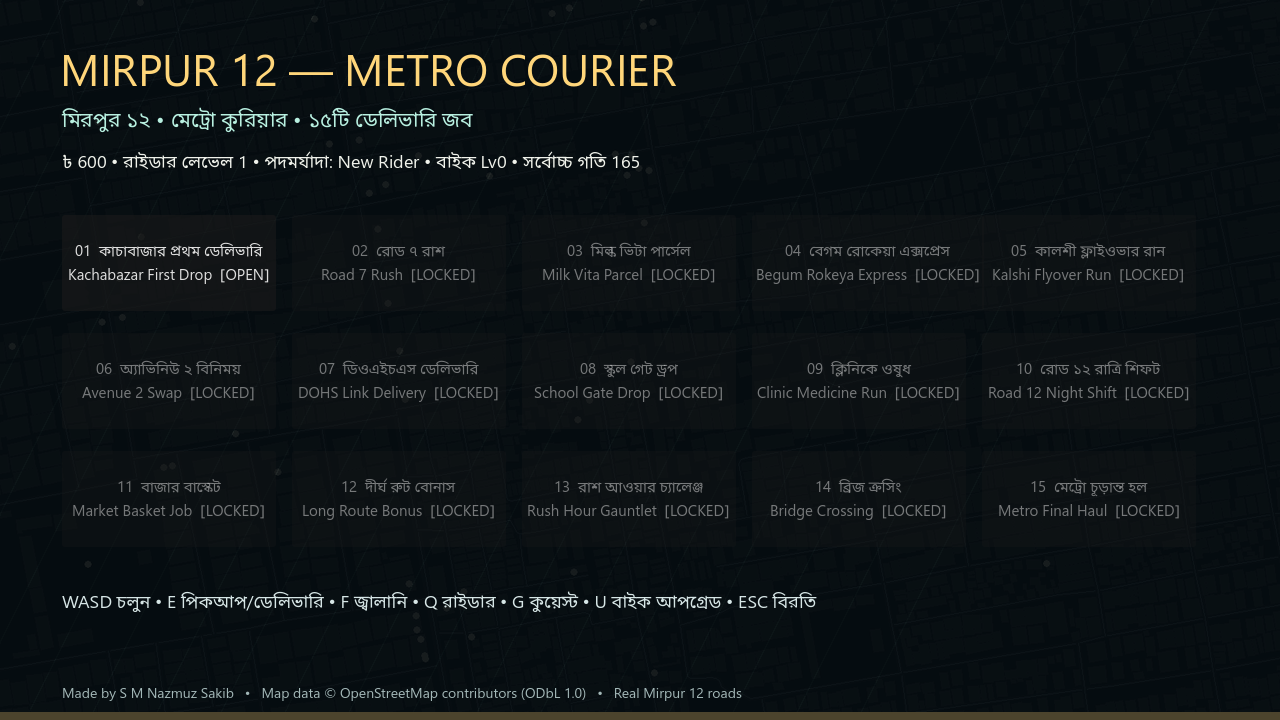 MIRPUR 12 — METRO COURIER
মিরপুর ১২ • মেট্রো কুরিয়ার • ১৫টি ডেলিভারি জব
৳ 600 • রাইডার লেভেল 1 • পদমর্যাদা: New Rider • বাইক Lv0 • সর্বোচ্চ গতি 165
01 কাচাবাজার প্রথম ডেলিভারি
Kachabazar First Drop [OPEN]
02 রোড ৭ রাশ
Road 7 Rush [LOCKED]
03 মিল্ক ভিটা পার্সেল
Milk Vita Parcel [LOCKED]
04 বেগম রোকেয়া এক্সপ্রেস
Begum Rokeya Express [LOCKED]
05 কালশী ফ্লাইওভার রান
Kalshi Flyover Run [LOCKED]
06 অ্যাভিনিউ ২ বিনিময়
Avenue 2 Swap [LOCKED]
07 ডিওএইচএস ডেলিভারি
DOHS Link Delivery [LOCKED]
08 স্কুল গেট ড্রপ
School Gate Drop [LOCKED]
09 ক্লিনিকে ওষুধ
Clinic Medicine Run [LOCKED]
10 রোড ১২ রাত্রি শিফট
Road 12 Night Shift [LOCKED]
11 বাজার বাস্কেট
Market Basket Job [LOCKED]
12 দীর্ঘ রুট বোনাস
Long Route Bonus [LOCKED]
13 রাশ আওয়ার চ্যালেঞ্জ
Rush Hour Gauntlet [LOCKED]
14 ব্রিজ ক্রসিং
Bridge Crossing [LOCKED]
15 মেট্রো চূড়ান্ত হল
Metro Final Haul [LOCKED]
WASD চলুন • E পিকআপ/ডেলিভারি • F জ্বালানি • Q রাইডার • G কুয়েস্ট • U বাইক আপগ্রেড • ESC বিরতি
Made by S M Nazmuz Sakib • Map data © OpenStreetMap contributors (ODbL 1.0) • Real Mirpur 12 roads